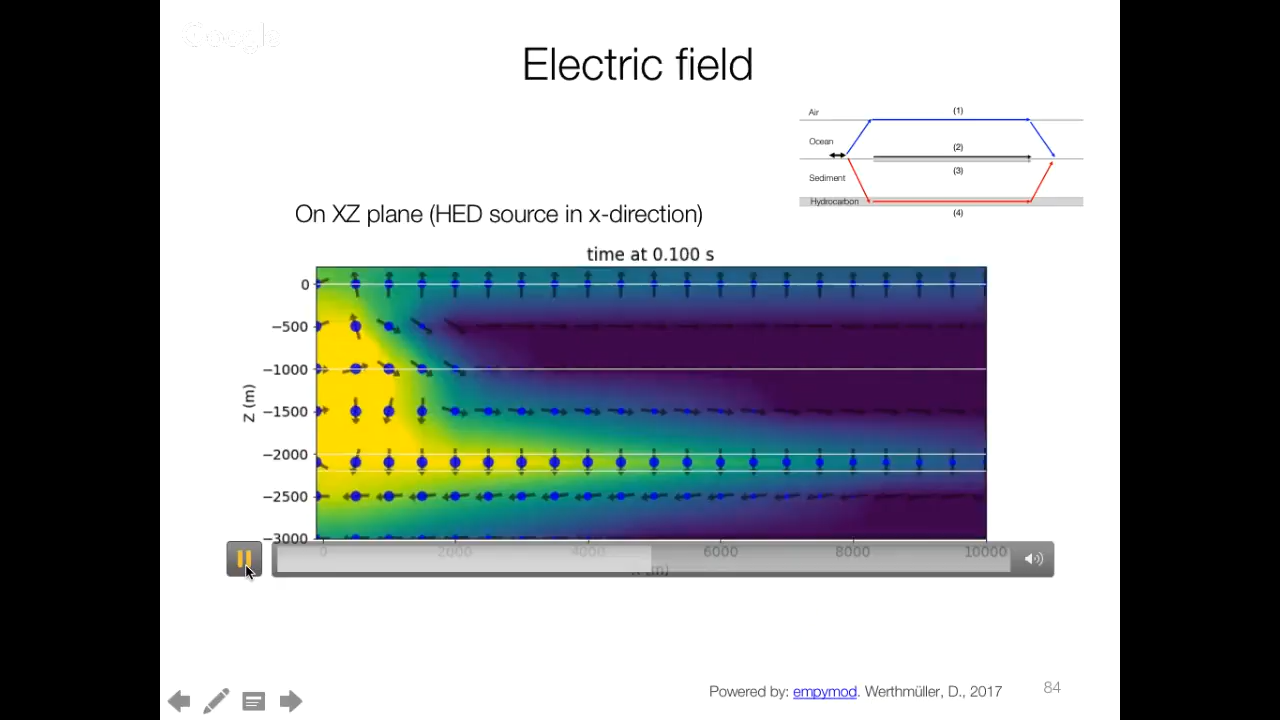 Google
Electric field
Air
(1)
Ocean
(2)
(3)
Sediment
Hydrocarbon
(4)
On XZ plane (HED source in x-direction)
time at 0.100 s
0
−500
−1000
−1500
−2000
−2500
−3000
Z (m)
0 2000 4000 6000 8000 10000
X (m)
Powered by: empymod. Werthmüller, D., 2017
84